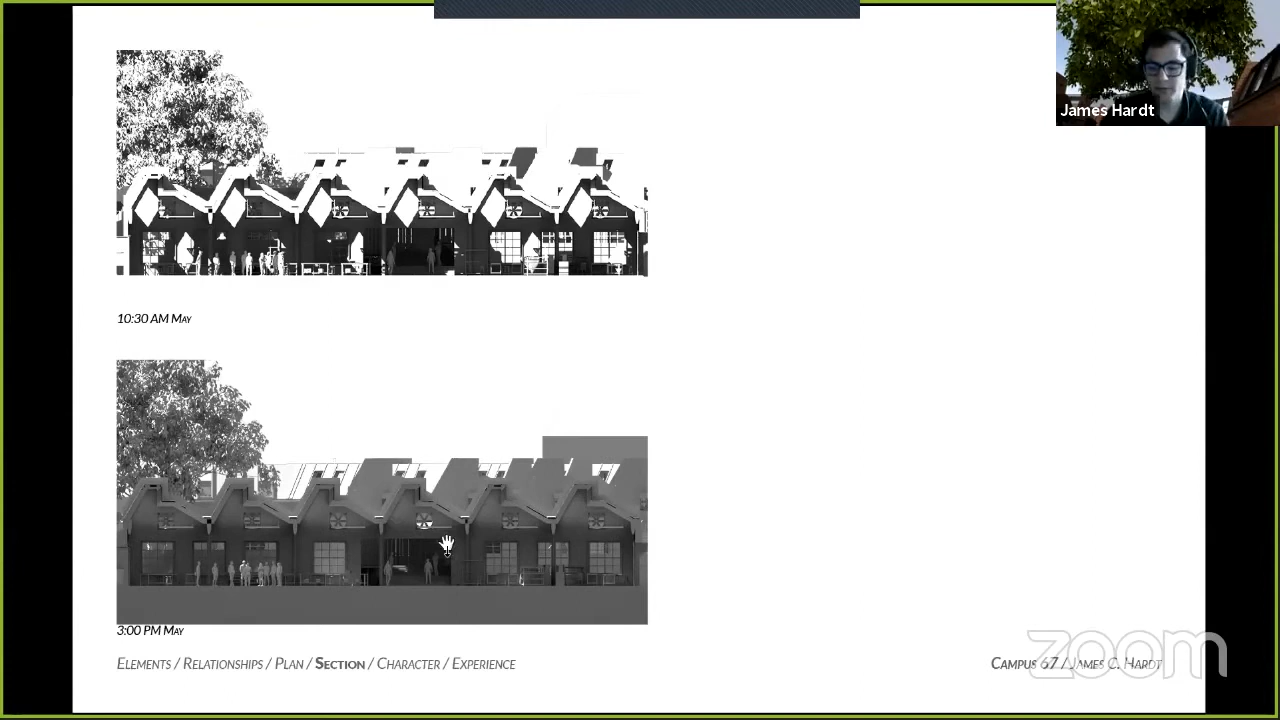 James Hardt
10:30 AM May
3:00 PM May
Elements / Relationships / Plan / Section / Character / Experience
Campus 67 / James C. Hardt
zoom